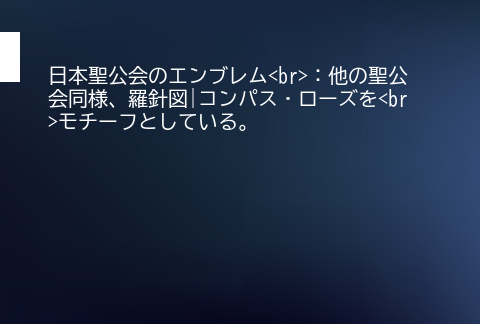 日本聖公会のエンブレム<br>：他の聖公
会同様、羅針図|コンパス・ローズを<br
>モチーフとしている。